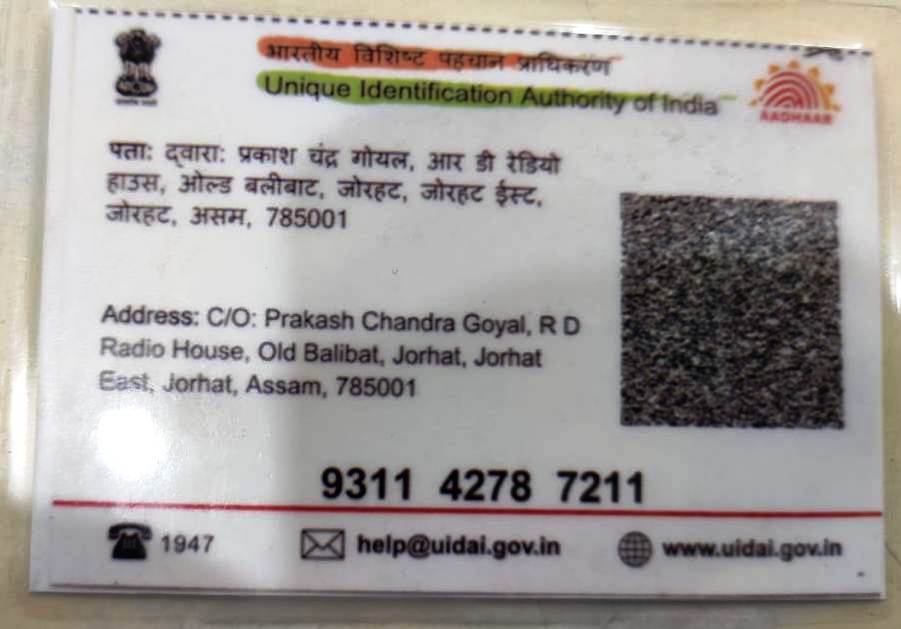 भारतीय विशिष्ट पहचान प्राधिकरण
Unique Identification Authority of India
AADHAAR
पता: द्वारा: प्रकाश चंद्र गोयल, आर डी रेडियो
हाउस, ओल्ड बलीबाट, जोरहट, जोरहट ईस्ट,
जोरहट, असम, 785001
Address: C/O: Prakash Chandra Goyal, R D
Radio House, Old Balibat, Jorhat, Jorhat
East, Jorhat, Assam, 785001
9311 4278 7211
1947
help@uidai.gov.in
www.uidai.gov.in